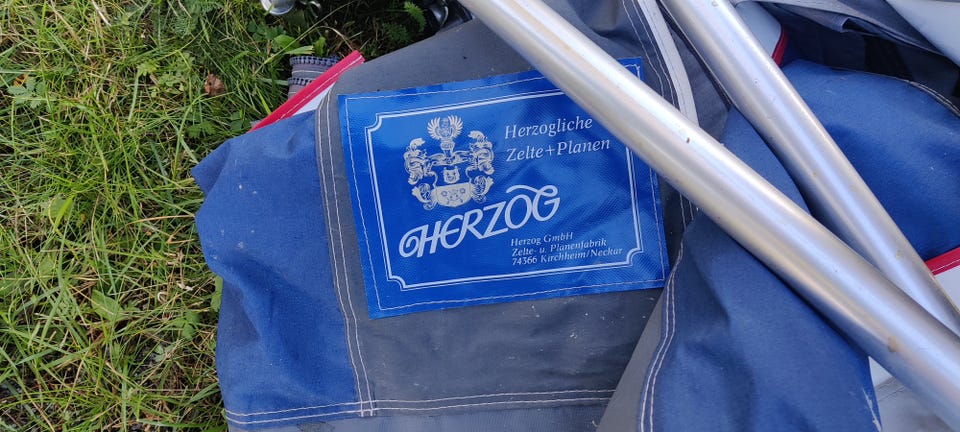 Herzogliche
Zelte+Planen
HERZOG
Herzog GmbH
Zelte- u. Planenfabrik
74366 Kirchheim/Neckar